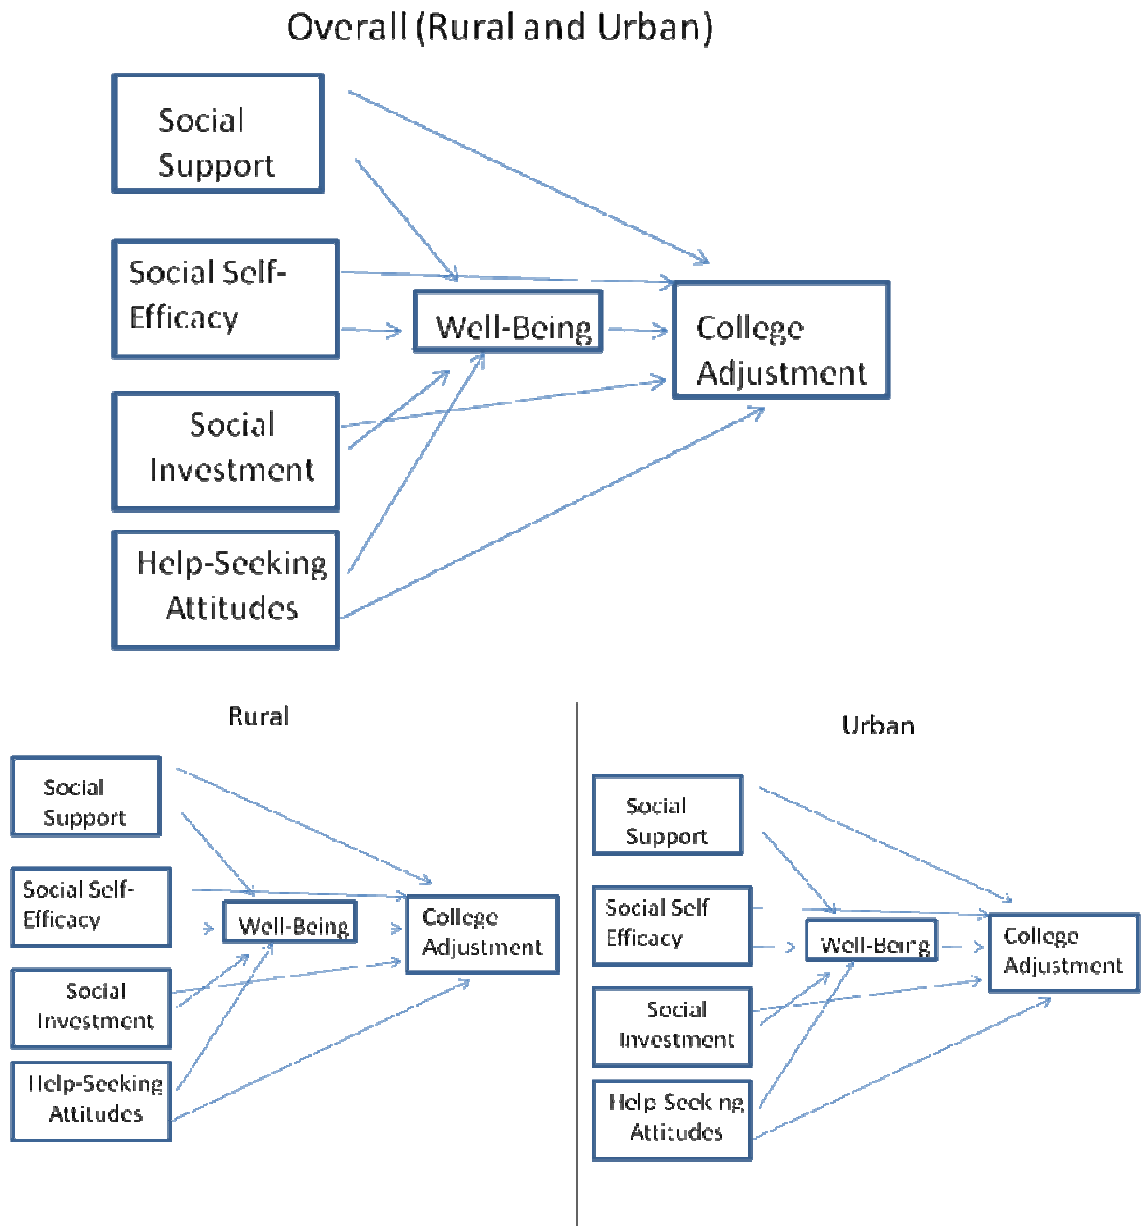 Overall (Rural and Urban)
Social
Support
Social Self-
Efficacy
Well-Being
College
Adjustment
Social
Investment
Help-Seeking
Attitudes
Rural
Social
Support
Social Self-
Efficacy
Well-Being
College
Adjustment
Social
Investment
Help-Seeking
Attitudes
Urban
Social
Support
Social Self
Efficacy
Well-Being
College
Adjustment
Social
Investment
Help Seeking
Attitudes